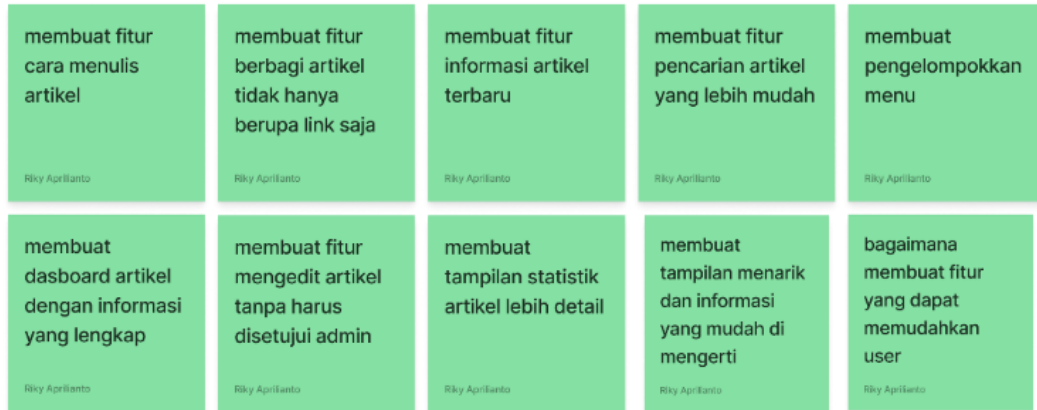 membuat fitur
cara menulis
artikel
Riky Aprilianto
membuat fitur
berbagi artikel
tidak hanya
berupa link saja
Riky Aprilianto
membuat fitur
informasi artikel
terbaru
Riky Aprilianto
membuat fitur
pencarian artikel
yang lebih mudah
Riky Aprilianto
membuat
pengelompokkan
menu
Riky Aprilianto
membuat
dasboard artikel
dengan informasi
yang lengkap
Riky Aprilianto
membuat fitur
mengedit artikel
tanpa harus
disetujui admin
Riky Aprilianto
membuat
tampilan statistik
artikel lebih detail
Riky Aprilianto
membuat
tampilan menarik
dan informasi
yang mudah di
mengerti
Riky Aprilianto
bagaimana
membuat fitur
yang dapat
memudahkan
user
Riky Aprilianto